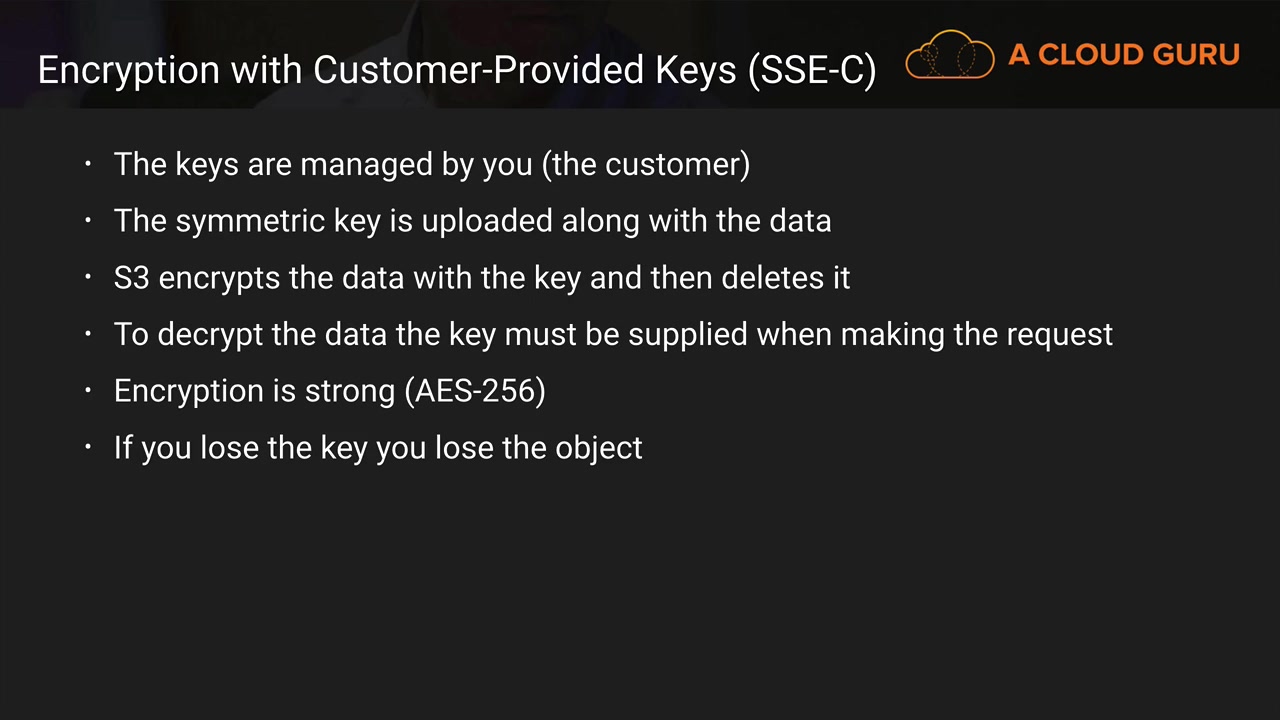 Encryption with Customer-Provided Keys (SSE-C)
A CLOUD GURU
· The keys are managed by you (the customer)
· The symmetric key is uploaded along with the data
· S3 encrypts the data with the key and then deletes it
· To decrypt the data the key must be supplied when making the request
· Encryption is strong (AES-256)
· If you lose the key you lose the object